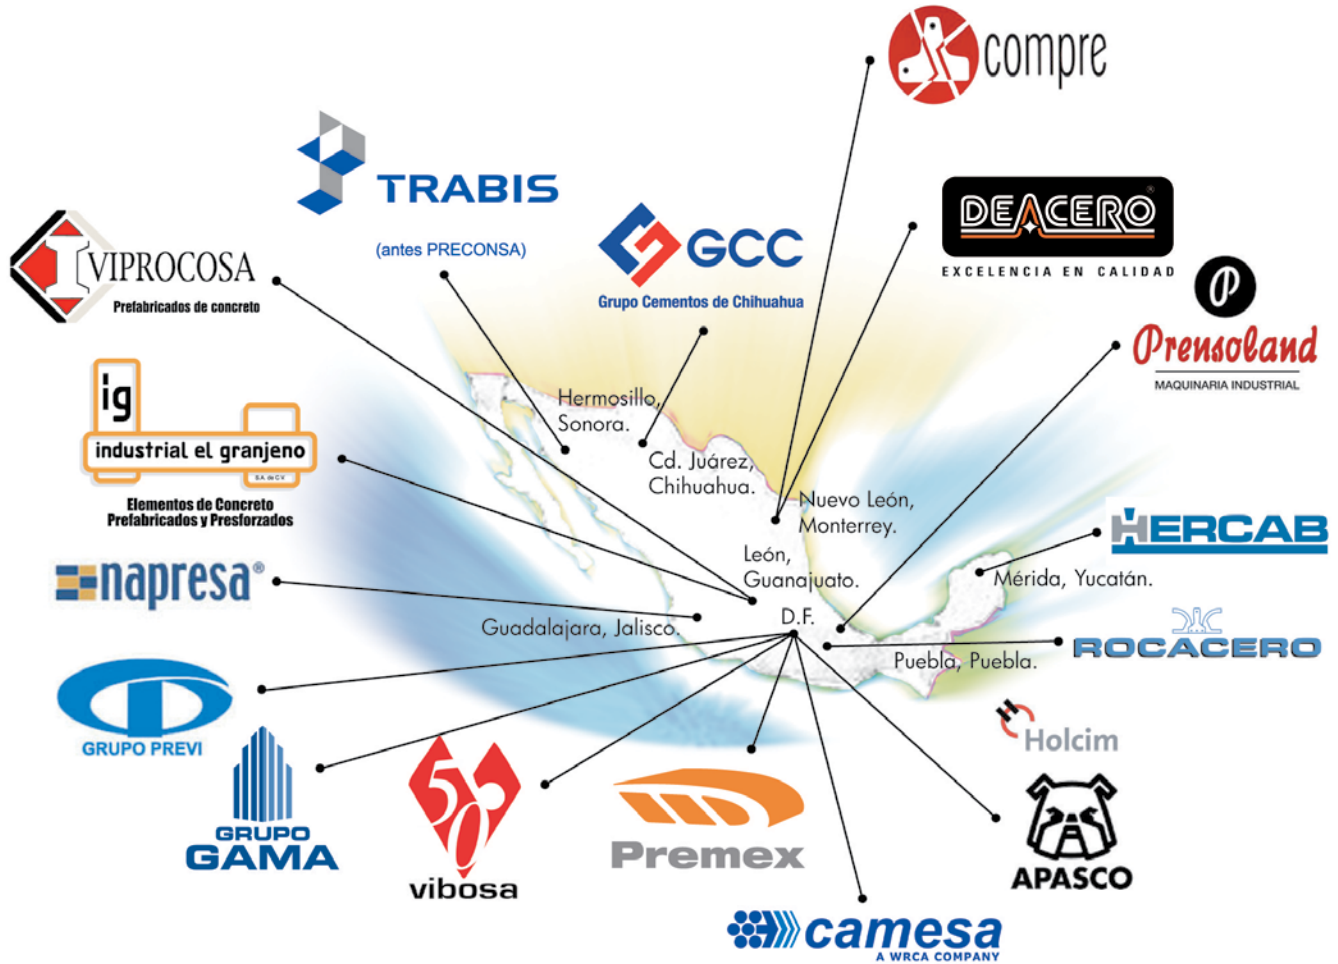 compre
TRABIS
(antes PRECONSA)
DEACERO
®
EXCELENCIA EN CALIDAD
GCC
Grupo Cementos de Chihuahua
VIPROCOSA
Prefabricados de concreto
P
Prensoland
MAQUINARIA INDUSTRIAL
ig
industrial el granjeno
S.A. de C.V.
Elementos de Concreto
Prefabricados y Presforzados
Hermosillo,
Sonora.
Cd. Juárez,
Chihuahua.
Nuevo León,
Monterrey.
HERCAB
León,
Guanajuato.
Mérida, Yucatán.
napresa®
D.F.
Guadalajara, Jalisco.
Puebla, Puebla.
ROCACERO
GRUPO PREVI
Holcim
APASCO
GRUPO
GAMA
50
vibosa
Premex
camesa
A WRCA COMPANY